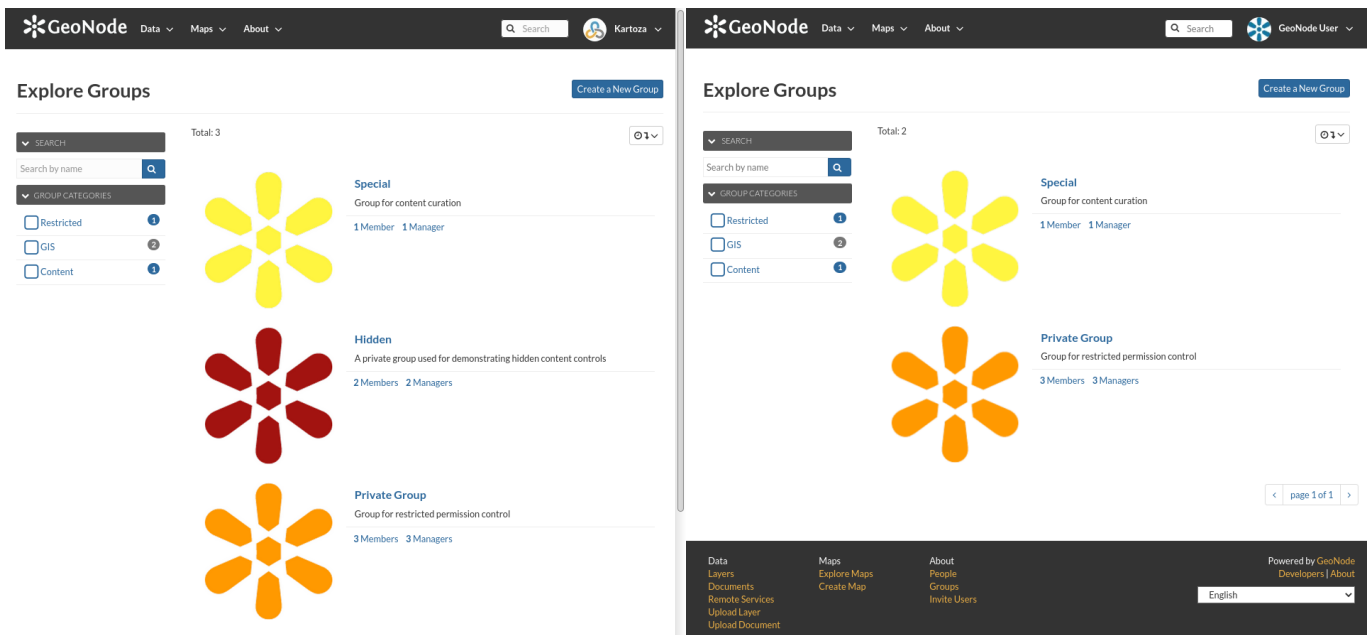 GeoNode Data Maps About Search Kartoza
Explore Groups
Create a New Group
Total: 3
SEARCH
Search by name
GROUP CATEGORIES
Restricted 1
GIS 2
Content 1
Special
Group for content curation
1 Member 1 Manager
Hidden
A private group used for demonstrating hidden content controls
2 Members 2 Managers
Private Group
Group for restricted permission control
3 Members 3 Managers
GeoNode Data Maps About Search GeoNode User
Explore Groups
Create a New Group
Total: 2
SEARCH
Search by name
GROUP CATEGORIES
Restricted 1
GIS 2
Content 1
Special
Group for content curation
1 Member 1 Manager
Private Group
Group for restricted permission control
3 Members 3 Managers
< page 1 of 1 >
Data
Layers
Documents
Remote Services
Upload Layer
Upload Document
Maps
Explore Maps
Create Map
About
People
Groups
Invite Users
Powered by GeoNode
Developers | About
English